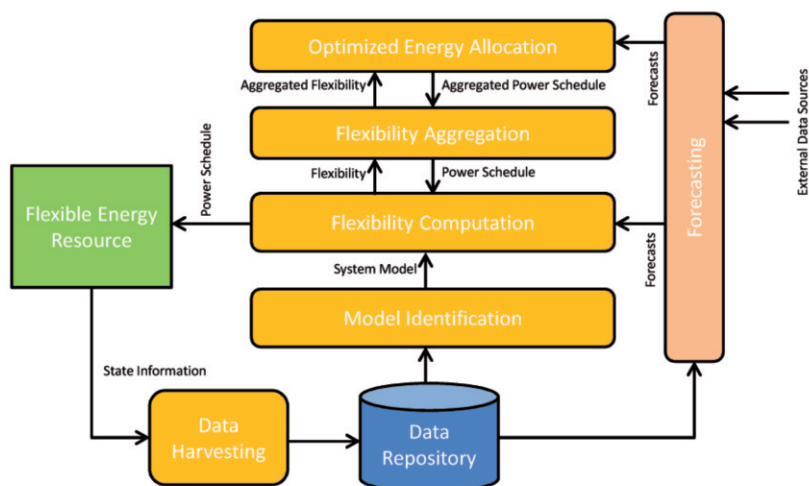 Optimized Energy Allocation
Forecasts
Aggregated Flexibility
Aggregated Power Schedule
Flexibility Aggregation
External Data Sources
Power Schedule
Flexibility
Power Schedule
Forecasting
Flexible Energy
Resource
Flexibility Computation
Forecasts
System Model
Model Identification
State Information
Data
Harvesting
Data
Repository